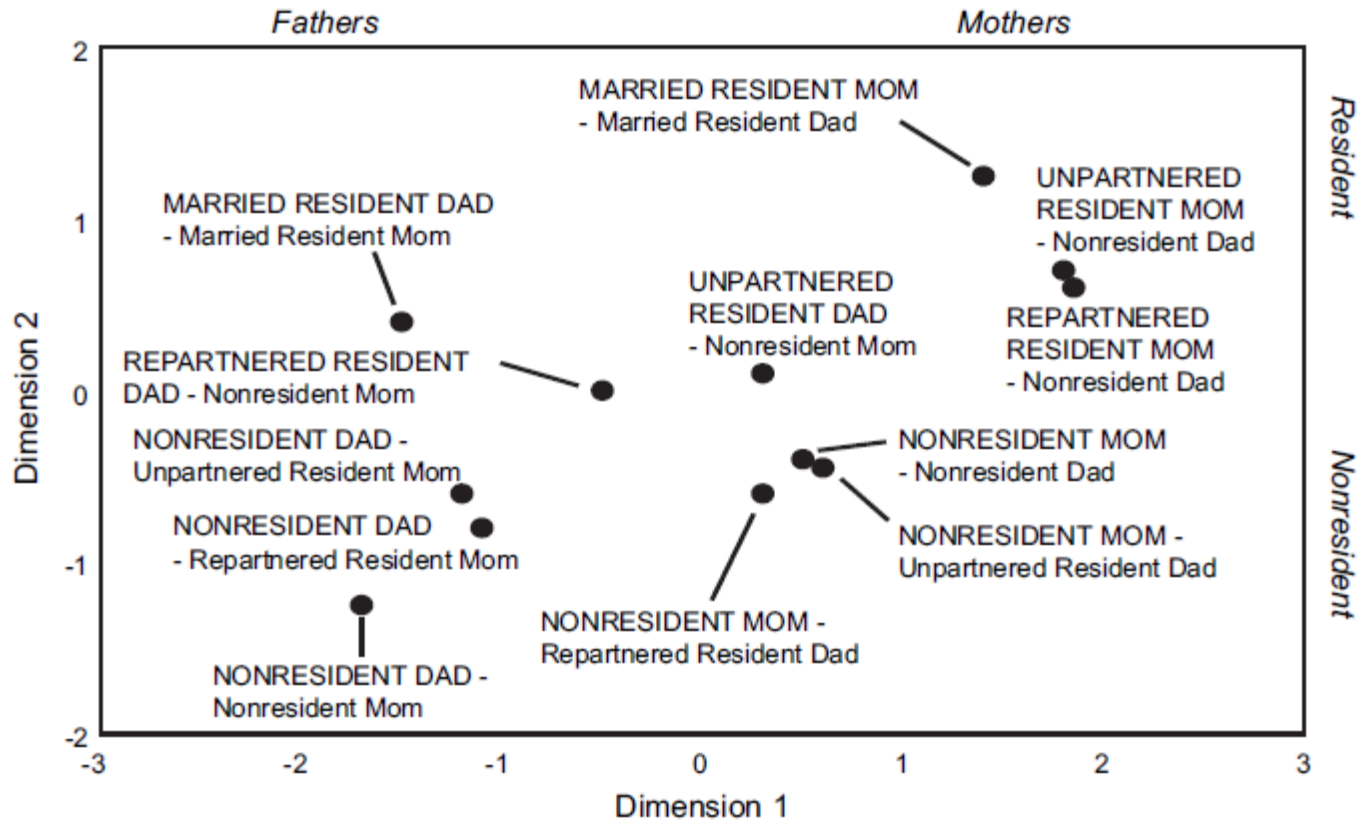 Fathers
Mothers
2
1
0
-1
-2
Dimension 2
MARRIED RESIDENT MOM
- Married Resident Dad
UNPARTNERED
RESIDENT MOM
- Nonresident Dad
MARRIED RESIDENT DAD
- Married Resident Mom
UNPARTNERED
RESIDENT DAD
- Nonresident Mom
REPARTNERED
RESIDENT MOM
- Nonresident Dad
REPARTNERED RESIDENT
DAD - Nonresident Mom
NONRESIDENT DAD -
Unpartnered Resident Mom
NONRESIDENT MOM
- Nonresident Dad
NONRESIDENT DAD
- Repartnered Resident Mom
NONRESIDENT MOM -
Unpartnered Resident Dad
NONRESIDENT MOM -
Repartnered Resident Dad
NONRESIDENT DAD -
Nonresident Mom
Resident
Nonresident
-3
-2
-1
0
1
2
3
Dimension 1